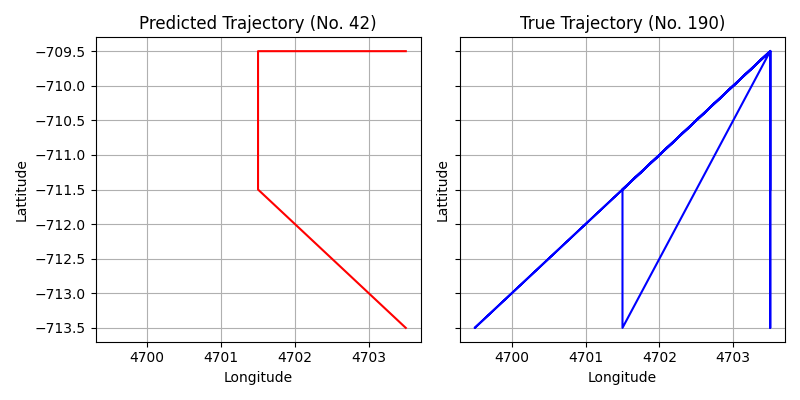 Predicted Trajectory (No. 42)
True Trajectory (No. 190)
−709.5
−710.0
−710.5
−711.0
−711.5
−712.0
−712.5
−713.0
−713.5
Lattitude
Lattitude
4700
4701
4702
4703
4700
4701
4702
4703
Longitude
Longitude